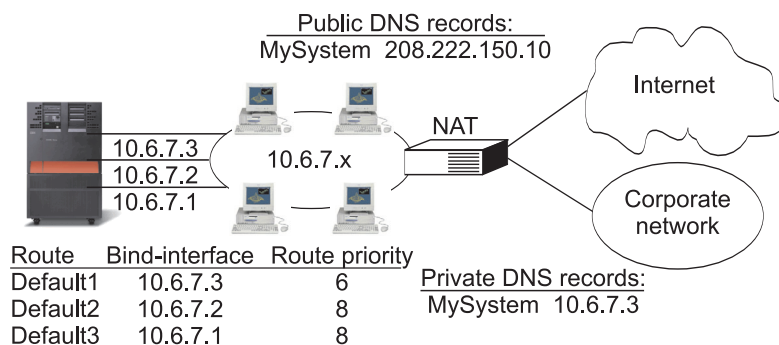 Public DNS records:
MySystem 208.222.150.10
Internet
NAT
10.6.7.3
10.6.7.2
10.6.7.1
10.6.7.x
Corporate
network
Route Bind-interface Route priority
Default1 10.6.7.3 6
Default2 10.6.7.2 8
Default3 10.6.7.1 8
Private DNS records:
MySystem 10.6.7.3